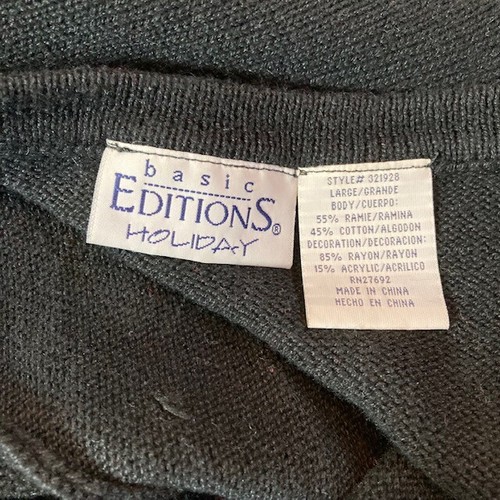 basic
EDITIONS®
HOLIDAY
STYLE# 321928
LARGE/GRANDE
BODY/CUERPO:
55% RAMIE/RAMINA
45% COTTON/ALGODON
DECORATION/DECORACION:
85% RAYON/RAYON
15% ACRYLIC/ACRILICO
RN27692
MADE IN CHINA
HECHO EN CHINA